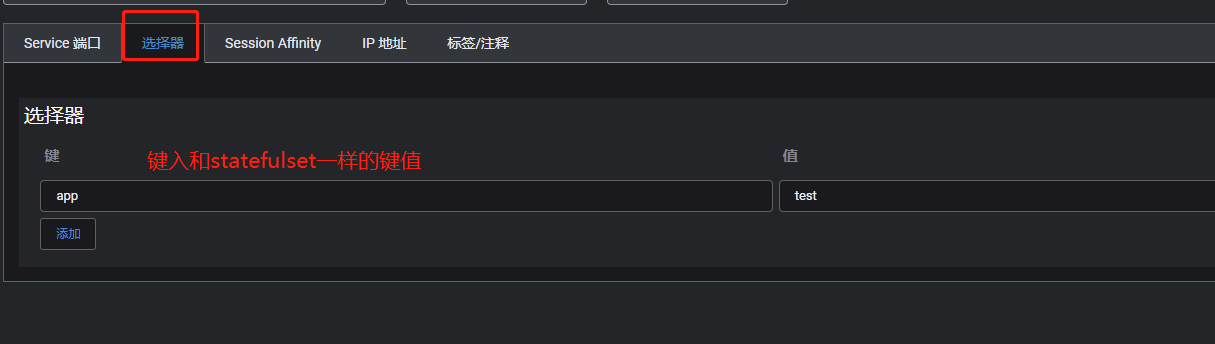 Service 端口 选择器 Session Affinity IP 地址 标签/注释
选择器
键 键入和statefulset一样的键值 值
app test
添加